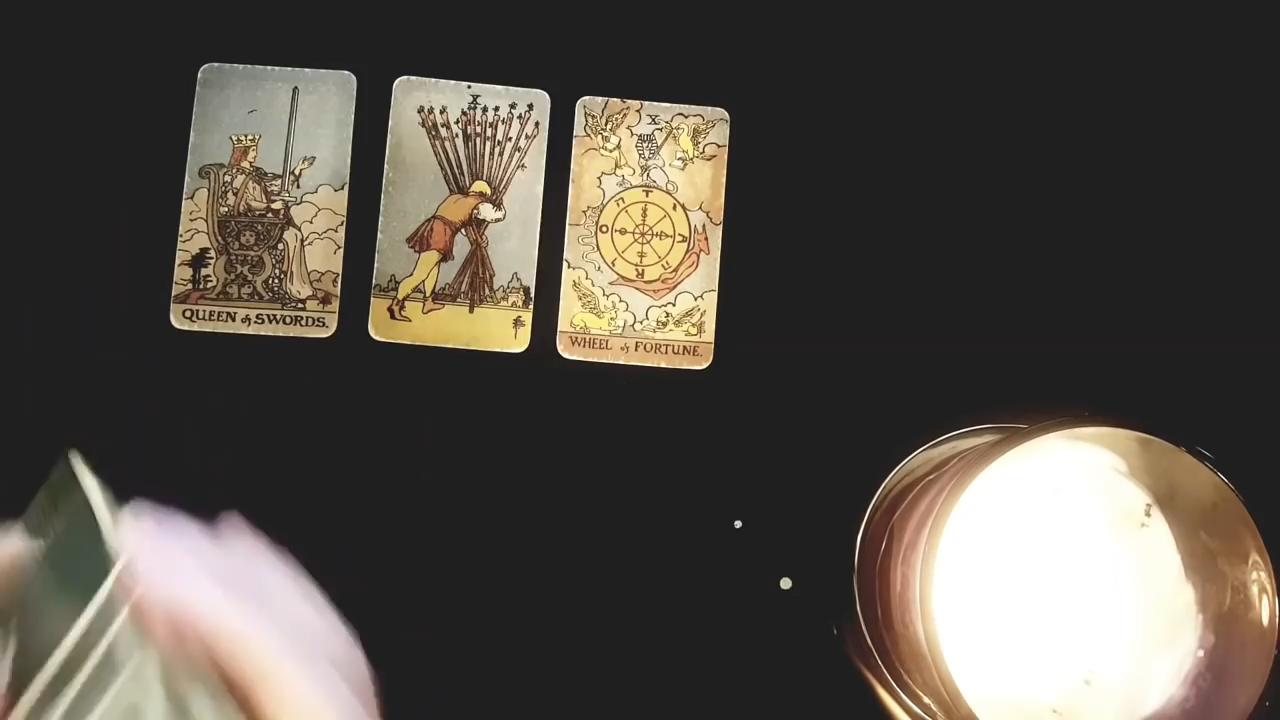 QUEEN of SWORDS.
X
X
T
A
R
O
WHEEL of FORTUNE.